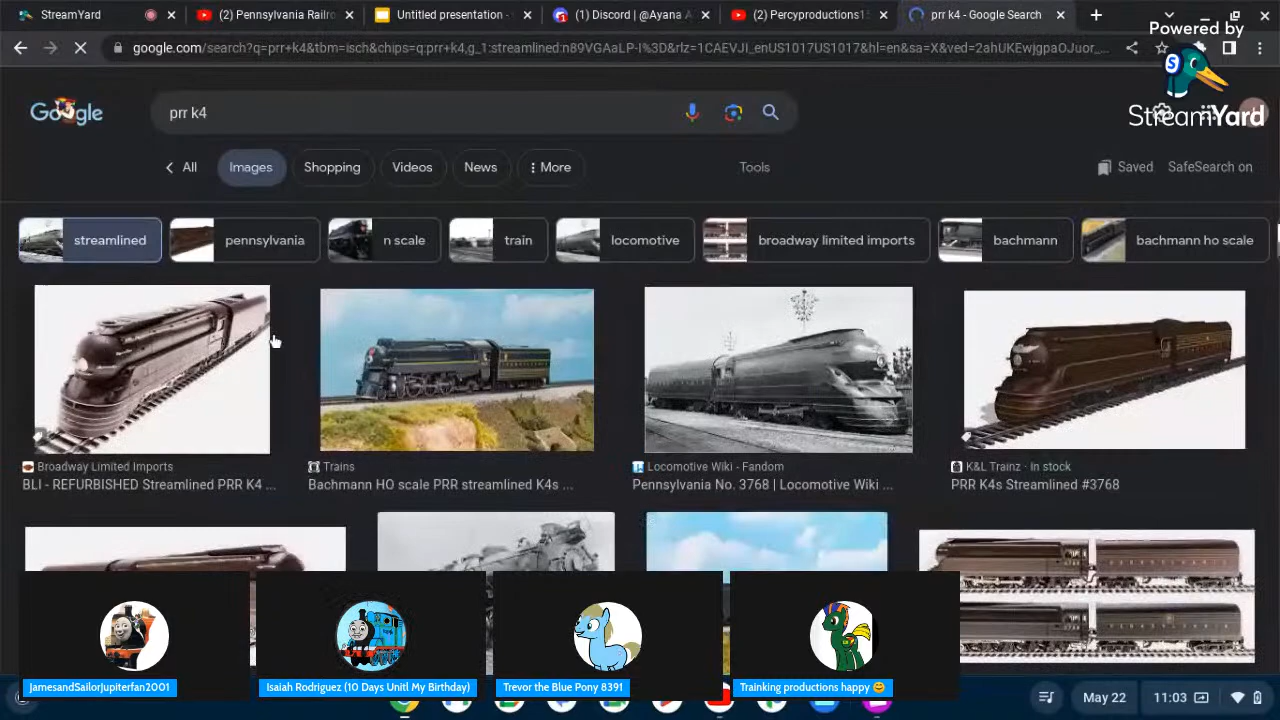 StreamYard
(2) Pennsylvania Railro
Untitled presentation -
(1) Discord | @Ayana A
(2) Percyproductions1
prr k4 - Google Search
google.com/search?q=prr+k4&tbm=isch&chips=q:prr+k4,g_1:streamlined:n89VGAaLP-I%3D&rlz=1CAEVJI_enUS1017US1017&hl=en&sa=X&ved=2ahUKEwjgpaOJuor_...
Powered by
StreamYard
Google
prr k4
All
Images
Shopping
Videos
News
More
Tools
Saved
SafeSearch on
streamlined
pennsylvania
n scale
train
locomotive
broadway limited imports
bachmann
bachmann ho scale
Broadway Limited Imports
BLI - REFURBISHED Streamlined PRR K4 ...
Trains
Bachmann HO scale PRR streamlined K4s ...
Locomotive Wiki - Fandom
Pennsylvania No. 3768 | Locomotive Wiki ...
K&L Trainz - In stock
PRR K4s Streamlined #3768
JamesandSailorJupiterfan2001
Isaiah Rodriguez (10 Days Unitl My Birthday)
Trevor the Blue Pony 8391
Trainking productions happy 😊
May 22
11:03